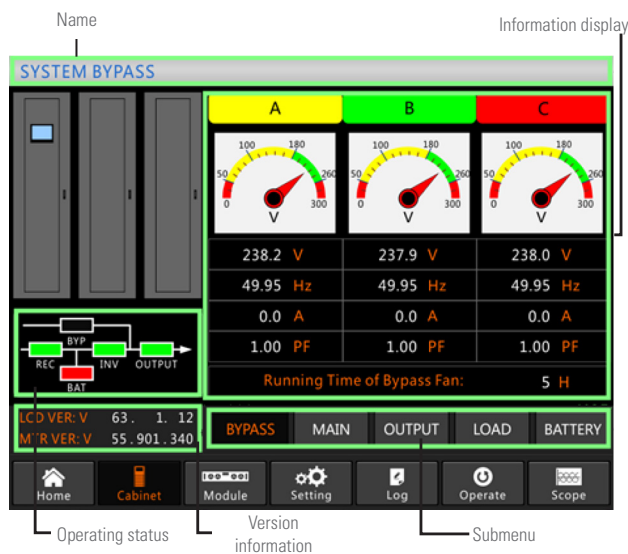 Name
Information display
SYSTEM BYPASS
A B C
50 100 180 260 0 300 V
50 100 180 260 0 300 V
50 100 180 260 0 300 V
238.2 V 237.9 V 238.0 V
49.95 Hz 49.95 Hz 49.95 Hz
0.0 A 0.0 A 0.0 A
1.00 PF 1.00 PF 1.00 PF
Running Time of Bypass Fan: 5 H
BYP
REC INV OUTPUT
BAT
LCD VER: V 63. 1. 12
MTR VER: V 55.901.340
BYPASS MAIN OUTPUT LOAD BATTERY
Home Cabinet Module Setting Log Operate Scope
Operating status
Version
information
Submenu